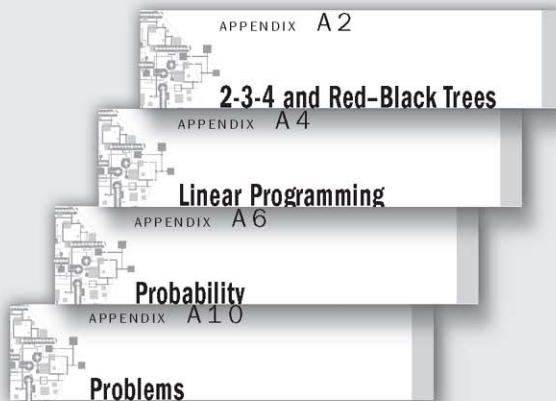 APPENDIX A2
2-3-4 and Red–Black Trees
APPENDIX A4
Linear Programming
APPENDIX A6
Probability
APPENDIX A10
Problems